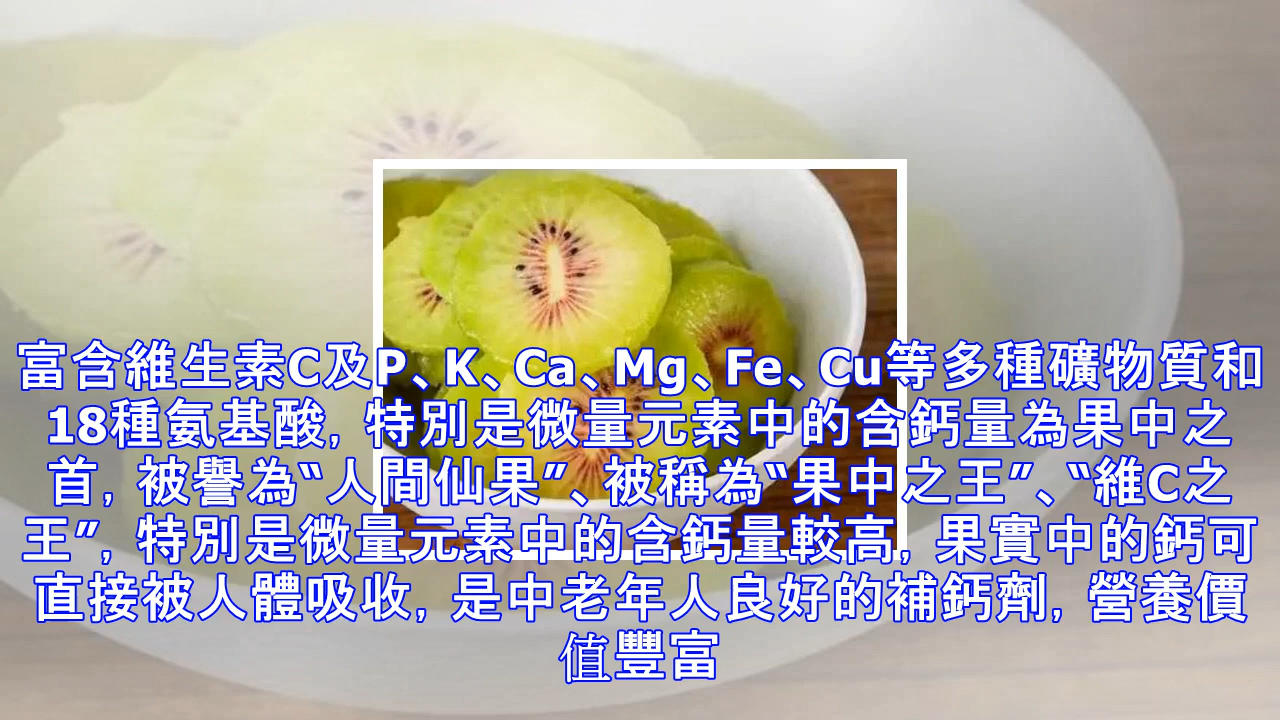 富含維生素C及P、K、Ca、Mg、Fe、Cu等多種礦物質和
18種氨基酸, 特別是微量元素中的含鈣量為果中之
首, 被譽為“人間仙果”、被稱為“果中之王”、“維C之
王”, 特別是微量元素中的含鈣量較高, 果實中的鈣可
直接被人體吸收, 是中老年人良好的補鈣劑, 營養價
值豐富